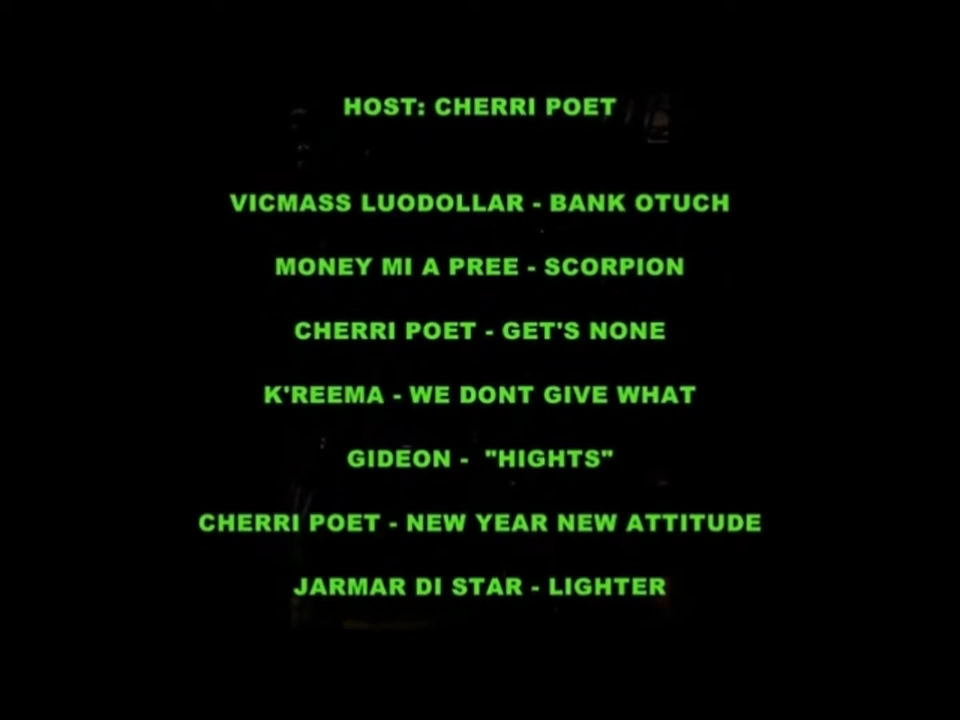 HOST: CHERRI POET
VICMASS LUODOLLAR - BANK OTUCH
MONEY MI A PREE - SCORPION
CHERRI POET - GET'S NONE
K'REEMA - WE DONT GIVE WHAT
GIDEON - "HIGHTS"
CHERRI POET - NEW YEAR NEW ATTITUDE
JARMAR DI STAR - LIGHTER